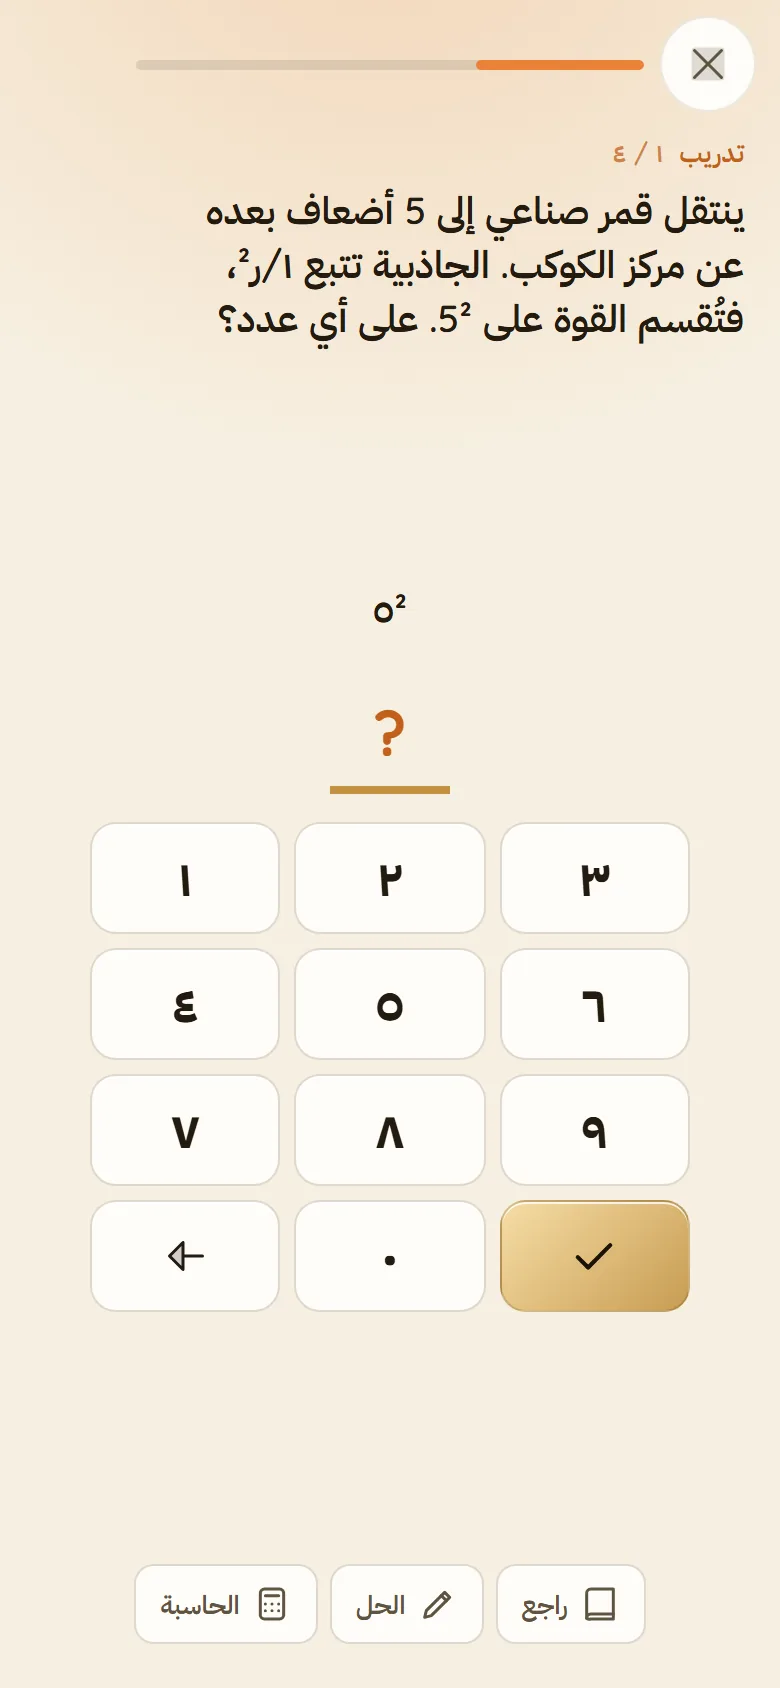 تدريب ١ / ٤
ينتقل قمر صناعي إلى 5 أضعاف بعده
عن مركز الكوكب. الجاذبية تتبع ١/ر²،
فتُقسم القوة على 5². على أي عدد؟
٥²
?
١ ٢ ٣
٤ ٥ ٦
٧ ٨ ٩
٠
راجع الحل الحاسبة